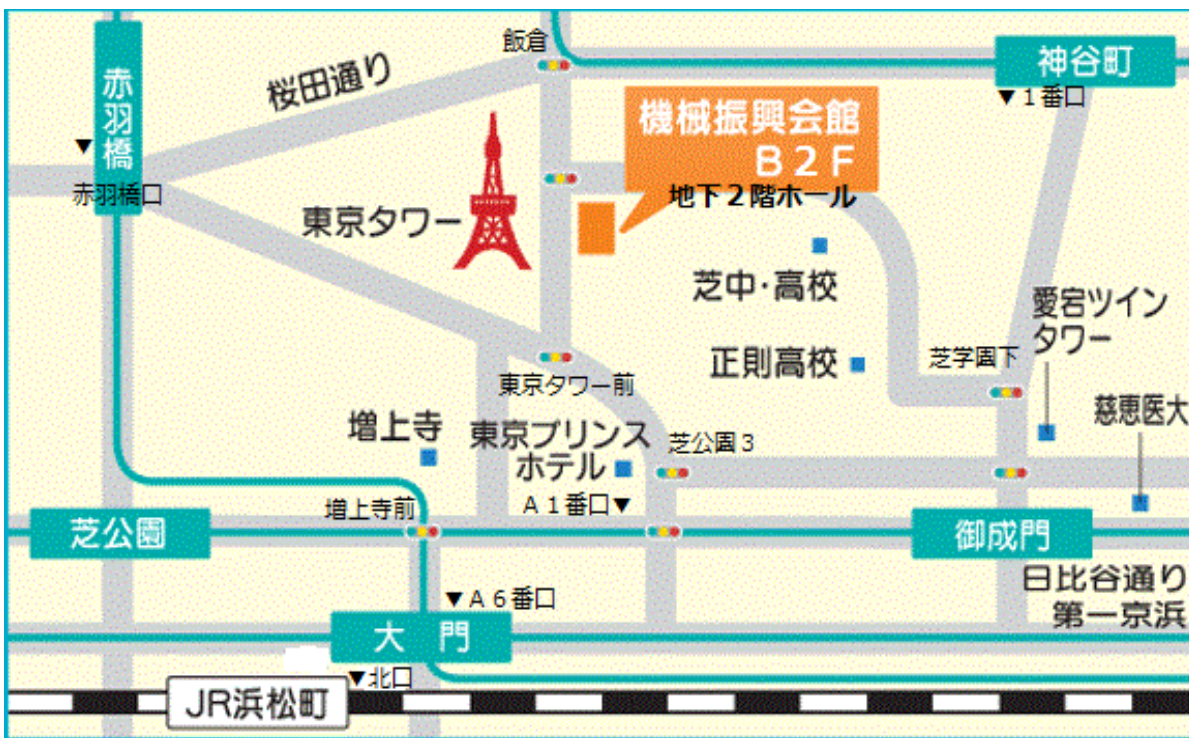 飯倉
神谷町
▼１番口
赤羽橋
▼
赤羽橋口
桜田通り
機械振興会館
Ｂ２Ｆ
地下２階ホール
東京タワー
芝中・高校
愛宕ツイン
タワー
正則高校
芝学園下
東京タワー前
慈恵医大
増上寺
東京プリンス
ホテル
芝公園３
増上寺前
Ａ１番口▼
芝公園
御成門
日比谷通り
第一京浜
▼Ａ６番口
大門
▼北口
JR浜松町